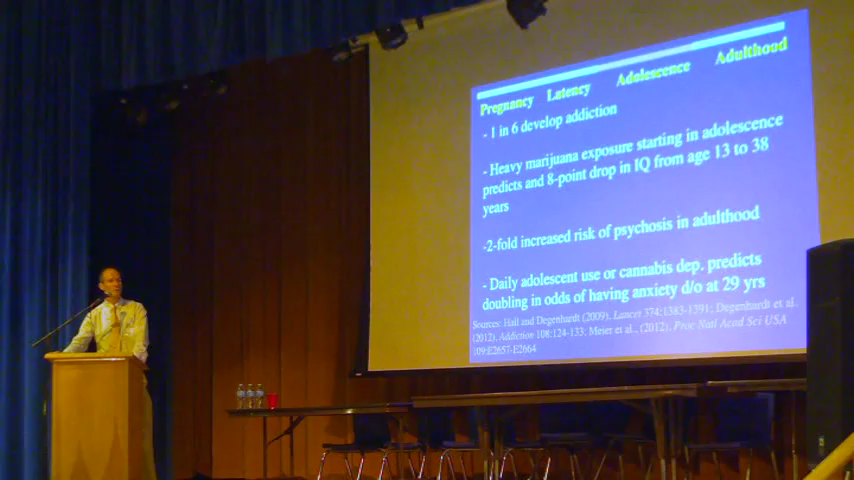 Pregnancy Latency Adolescence Adulthood
- 1 in 6 develop addiction
- Heavy marijuana exposure starting in adolescence
predicts and 8-point drop in IQ from age 13 to 38
years
-2-fold increased risk of psychosis in adulthood
- Daily adolescent use or cannabis dep. predicts
doubling in odds of having anxiety d/o at 29 yrs
Sources: Hall and Degenhardt (2009), Lancet 374:1383-1391; Degenhardt et al.
(2012), Addiction 108:124-133; Meier et al., (2012), Proc Natl Acad Sci USA
109:E2657-E2664